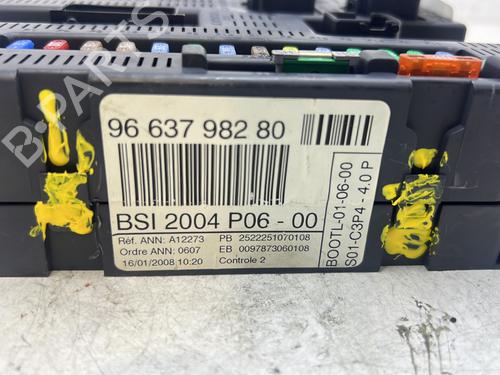 96 637 982 80
BSI 2004 P06 - 00
Réf. ANN: A12273 PB 2522251070108
Ordre ANN: 0607 EB 0097873060108
16/01/2008 10:20 Controle 2
BOOTL-01-06-00
S01-C3P4 - 4.0 P
B-PARTS